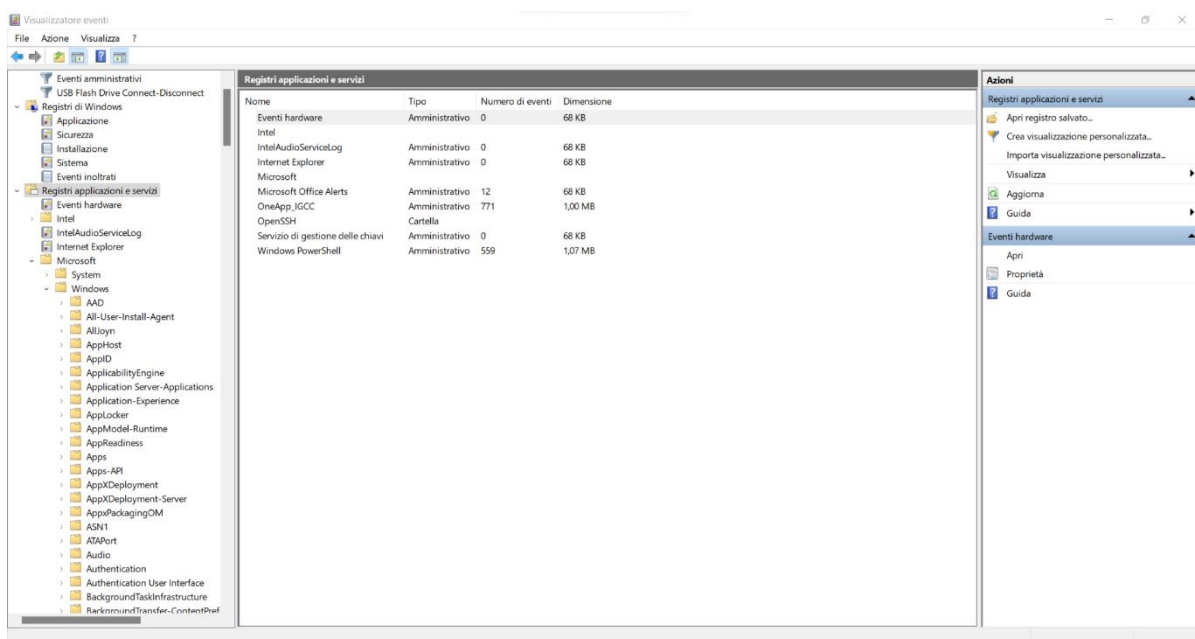 Visualizzatore eventi
File Azione Visualizza ?
Eventi amministrativi
USB Flash Drive Connect-Disconnect
Registri di Windows
Applicazione
Sicurezza
Installazione
Sistema
Eventi inoltrati
Registri applicazioni e servizi
Eventi hardware
Intel
IntelAudioServiceLog
Internet Explorer
Microsoft
System
Windows
AAD
All-User-Install-Agent
AllJoyn
AppHost
AppID
ApplicabilityEngine
Application Server-Applications
Application-Experience
AppLocker
AppModel-Runtime
AppReadiness
Apps
Apps-API
AppXDeployment
AppXDeployment-Server
AppxPackagingOM
ASN1
ATAPort
Audio
Authentication
Authentication User Interface
BackgroundTaskInfrastructure
BackgroundTransfer-ContentPref
Registri applicazioni e servizi
Nome Tipo Numero di eventi Dimensione
Eventi hardware Amministrativo 0 68 KB
Intel
IntelAudioServiceLog Amministrativo 0 68 KB
Internet Explorer Amministrativo 0 68 KB
Microsoft
Microsoft Office Alerts Amministrativo 12 68 KB
OneApp_IGCC Amministrativo 771 1,00 MB
OpenSSH Cartella
Servizio di gestione delle chiavi Amministrativo 0 68 KB
Windows PowerShell Amministrativo 559 1,07 MB
Azioni
Registri applicazioni e servizi
Apri registro salvato...
Crea visualizzazione personalizzata...
Importa visualizzazione personalizzata...
Visualizza
Aggiorna
Guida
Eventi hardware
Apri
Proprietà
Guida